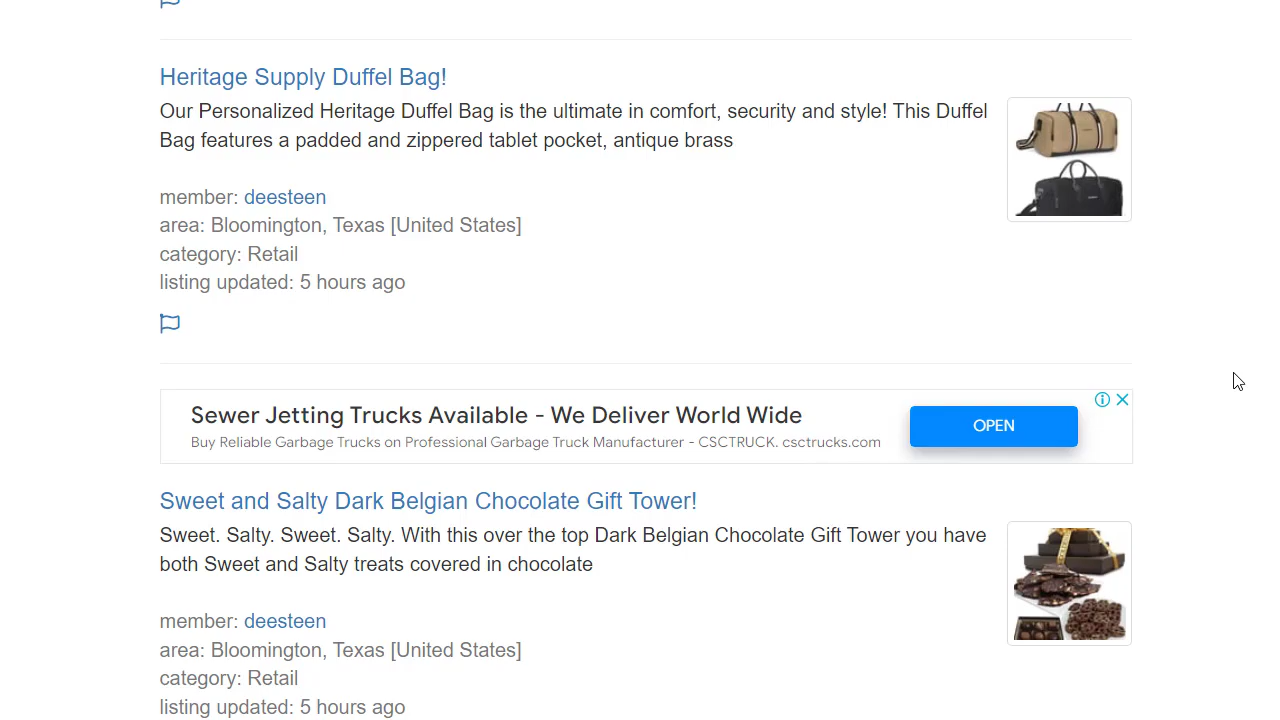 Heritage Supply Duffel Bag!
Our Personalized Heritage Duffel Bag is the ultimate in comfort, security and style! This Duffel
Bag features a padded and zippered tablet pocket, antique brass
member: deesteen
area: Bloomington, Texas [United States]
category: Retail
listing updated: 5 hours ago
Sewer Jetting Trucks Available - We Deliver World Wide
Buy Reliable Garbage Trucks on Professional Garbage Truck Manufacturer - CSCTRUCK. csctrucks.com
OPEN
Sweet and Salty Dark Belgian Chocolate Gift Tower!
Sweet. Salty. Sweet. Salty. With this over the top Dark Belgian Chocolate Gift Tower you have
both Sweet and Salty treats covered in chocolate
member: deesteen
area: Bloomington, Texas [United States]
category: Retail
listing updated: 5 hours ago